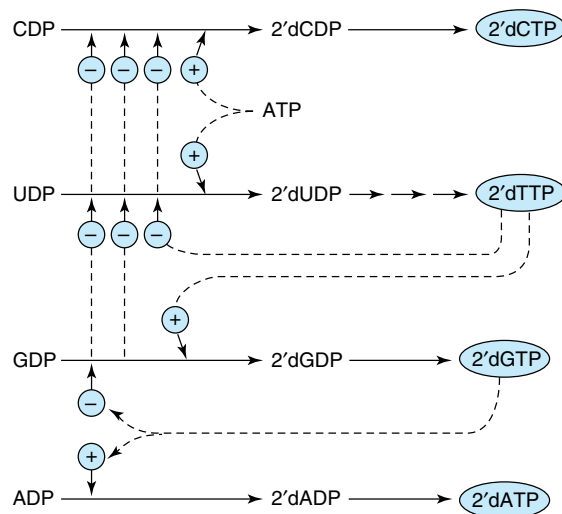 CDP 2′dCDP 2′dCTP
− − − +
ATP
+
UDP 2′dUDP 2′dTTP
− − −
+
GDP 2′dGDP 2′dGTP
−
+
ADP 2′dADP 2′dATP